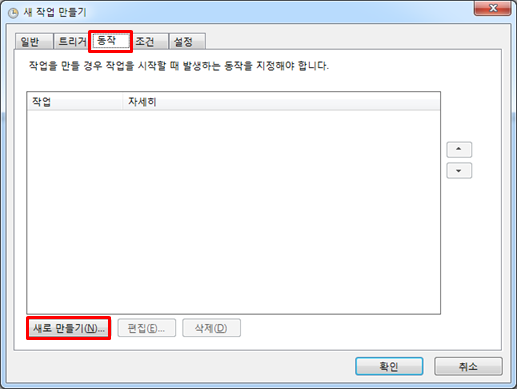 새 작업 만들기
일반 트리거 동작 조건 설정
작업을 만들 경우 작업을 시작할 때 발생하는 동작을 지정해야 합니다.
작업 자세히
새로 만들기(N)... 편집(E)... 삭제(D)
확인 취소